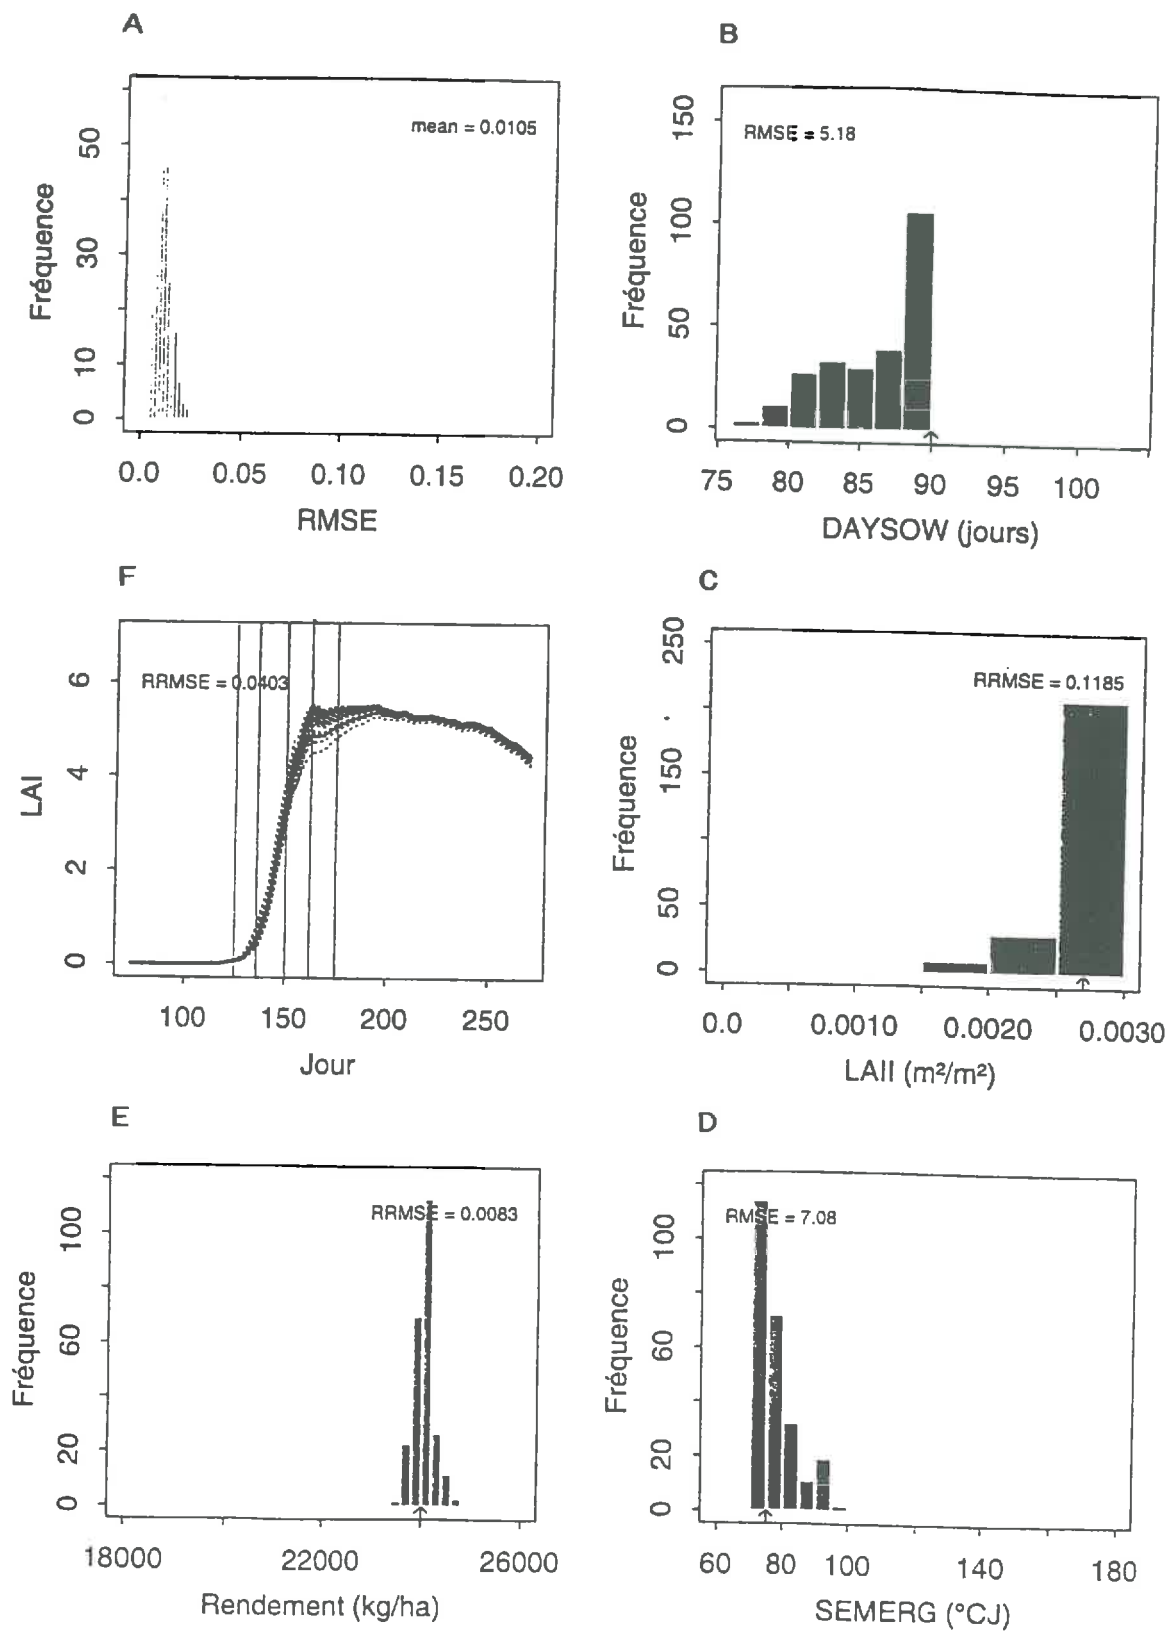 A
mean = 0.0105
Fréquence
0 10 30 50
0.0 0.05 0.10 0.15 0.20
RMSE
B
RMSE = 5.18
Fréquence
0 50 100 150
75 80 85 90 95 100
DAYSOW (jours)
F
RRMSE = 0.0403
LAI
0 2 4 6
100 150 200 250
Jour
C
RRMSE = 0.1185
Fréquence
0 50 150 250
0.0 0.0010 0.0020 0.0030
LAII (m²/m²)
E
RRMSE = 0.0083
Fréquence
0 20 60 100
18000 22000 26000
Rendement (kg/ha)
D
RMSE = 7.08
Fréquence
0 20 60 100
60 80 100 140 180
SEMERG (°CJ)